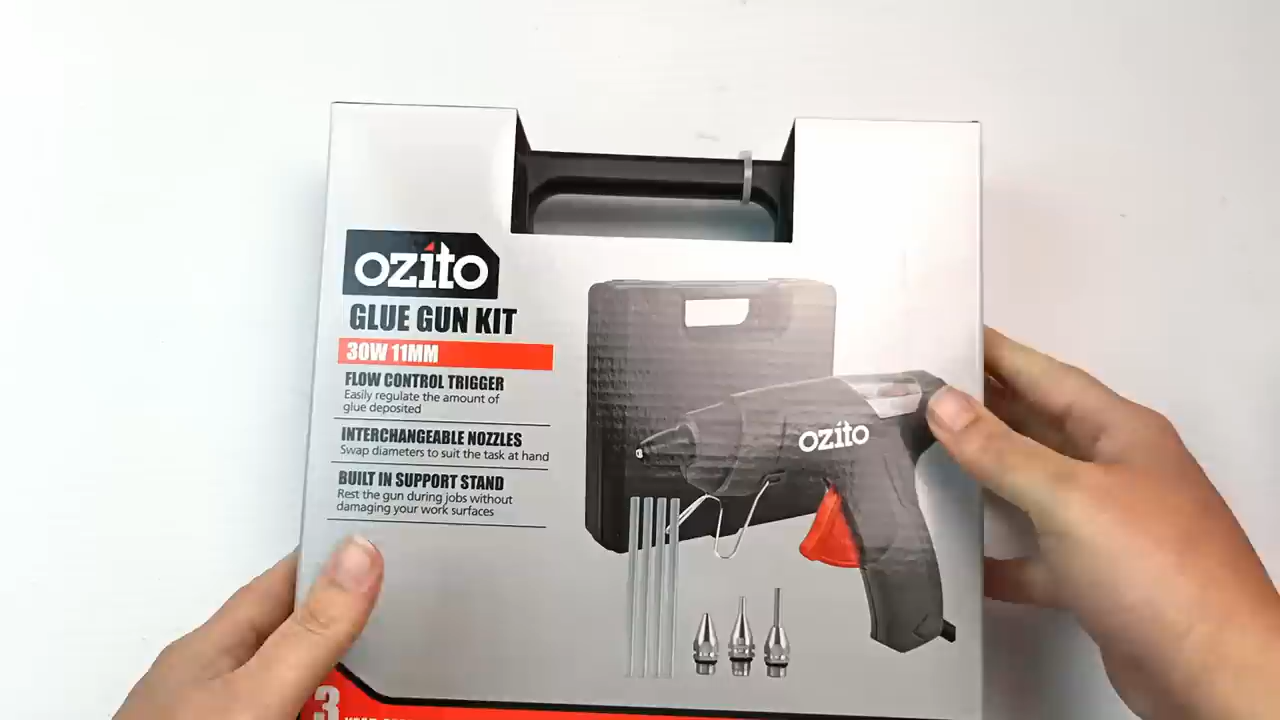 ozito
GLUE GUN KIT
30W 11MM
FLOW CONTROL TRIGGER
Easily regulate the amount of
glue deposited
INTERCHANGEABLE NOZZLES
Swap diameters to suit the task at hand
BUILT IN SUPPORT STAND
Rest the gun during jobs without
damaging your work surfaces
ozito
3